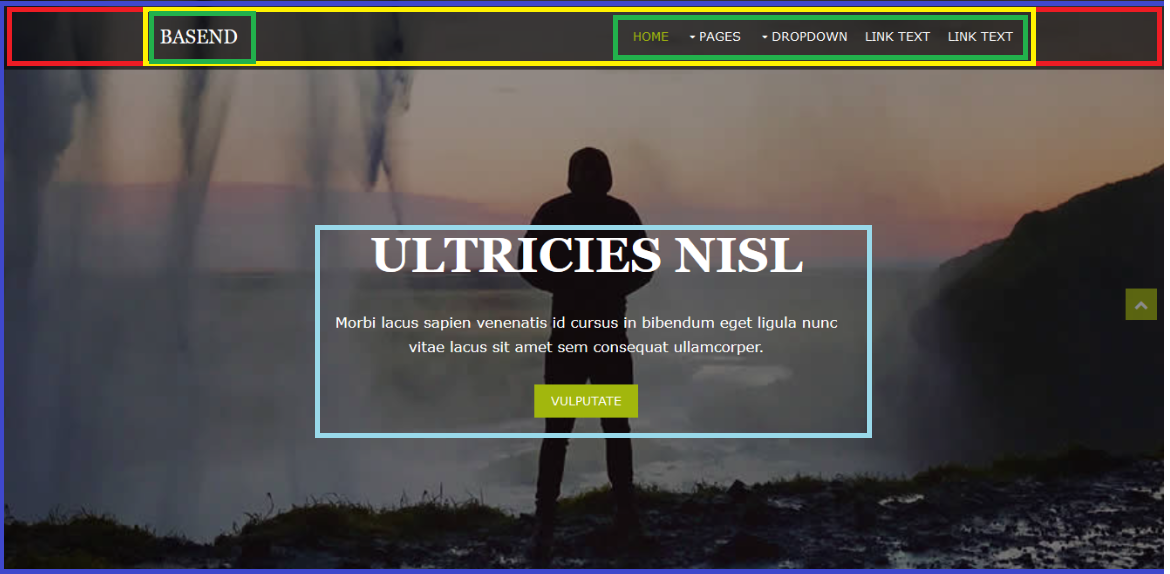 BASEND
HOME PAGES DROPDOWN LINK TEXT LINK TEXT
ULTRICIES NISL
Morbi lacus sapien venenatis id cursus in bibendum eget ligula nunc
vitae lacus sit amet sem consequat ullamcorper.
VULPUTATE